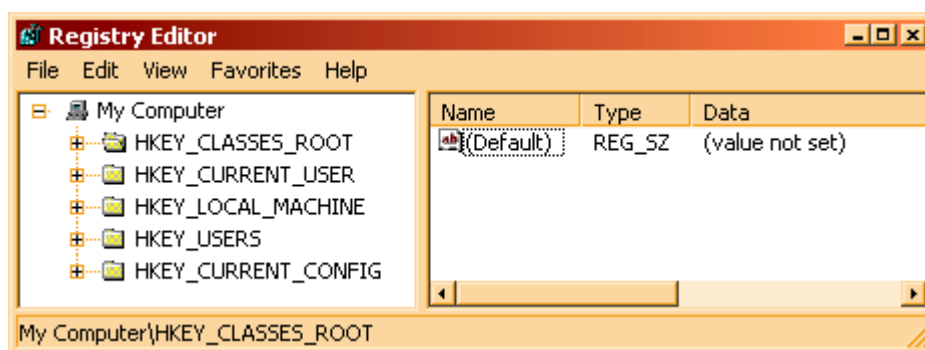 Registry Editor
File Edit View Favorites Help
My Computer
HKEY_CLASSES_ROOT
HKEY_CURRENT_USER
HKEY_LOCAL_MACHINE
HKEY_USERS
HKEY_CURRENT_CONFIG
Name Type Data
ab (Default) REG_SZ (value not set)
My Computer\HKEY_CLASSES_ROOT